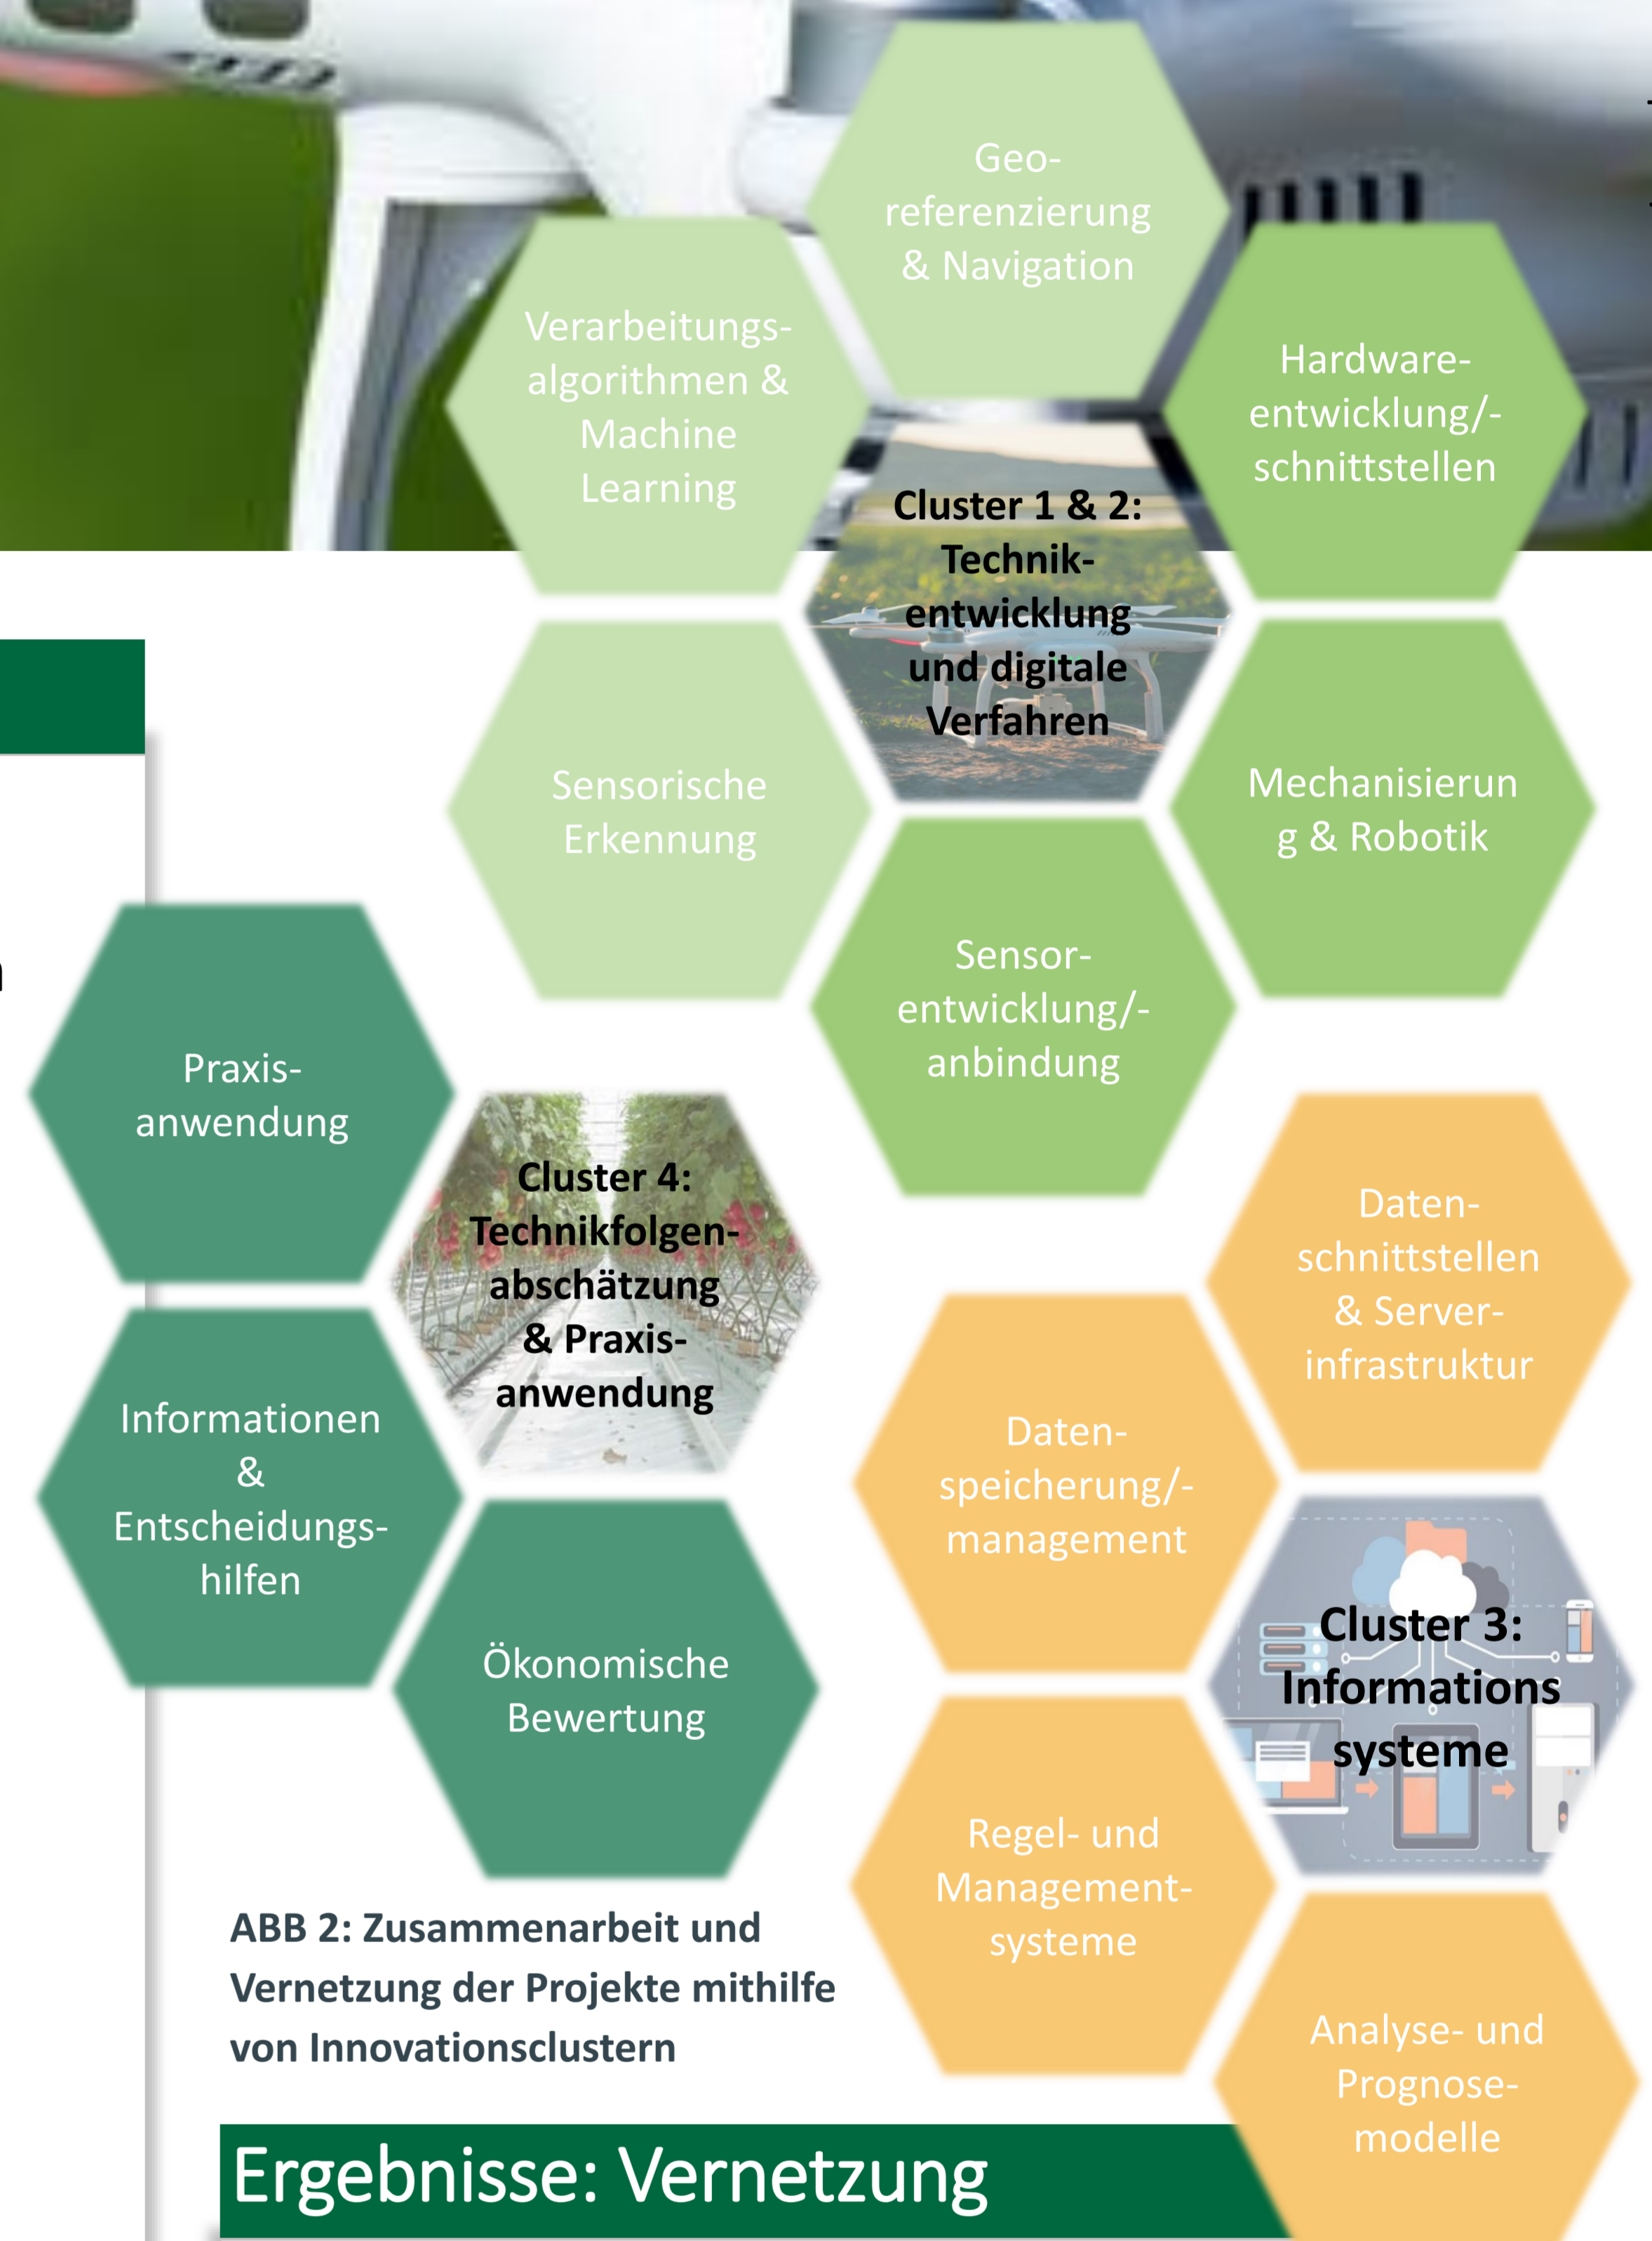 Geo-
referenzierung
& Navigation
Verarbeitungs-
algorithmen &
Machine
Learning
Hardware-
entwicklung/-
schnittstellen
Cluster 1 & 2:
Technik-
entwicklung
und digitale
Verfahren
Sensorische
Erkennung
Mechanisierun
g & Robotik
Sensor-
entwicklung/-
anbindung
Praxis-
anwendung
Cluster 4:
Technikfolgen-
abschätzung
& Praxis-
anwendung
Informationen
&
Entscheidungs-
hilfen
Ökonomische
Bewertung
Daten-
schnittstellen
& Server-
infrastruktur
Daten-
speicherung/-
management
Cluster 3:
Informations
systeme
Regel- und
Management-
systeme
Analyse- und
Prognose-
modelle
ABB 2: Zusammenarbeit und
Vernetzung der Projekte mithilfe
von Innovationsclustern
Ergebnisse: Vernetzung